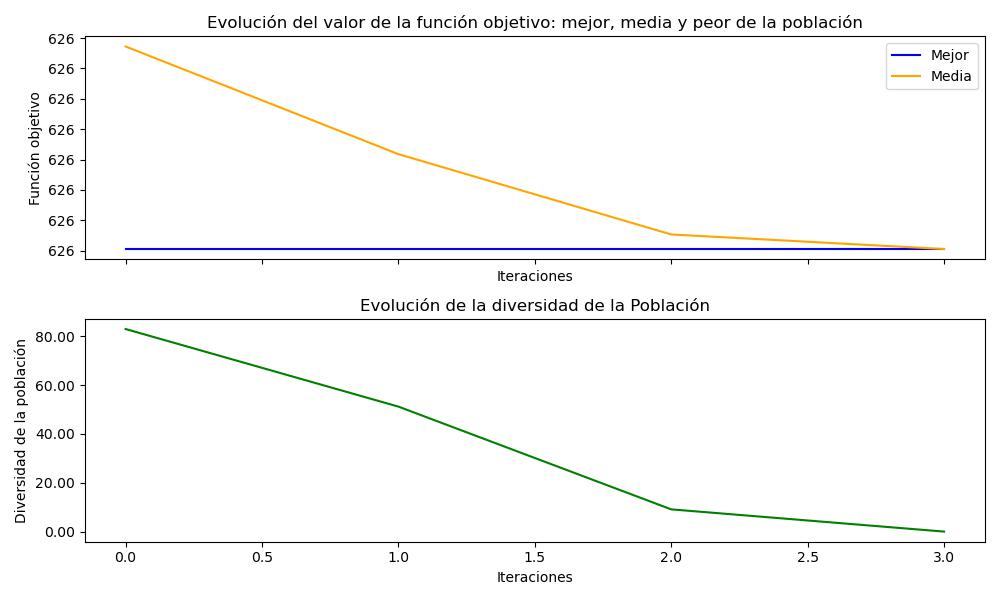 Evolución del valor de la función objetivo: mejor, media y peor de la población
Función objetivo
626
626
626
626
626
626
626
626
Mejor
Media
Iteraciones
Evolución de la diversidad de la Población
Diversidad de la población
80.00
60.00
40.00
20.00
0.00
0.0 0.5 1.0 1.5 2.0 2.5 3.0
Iteraciones